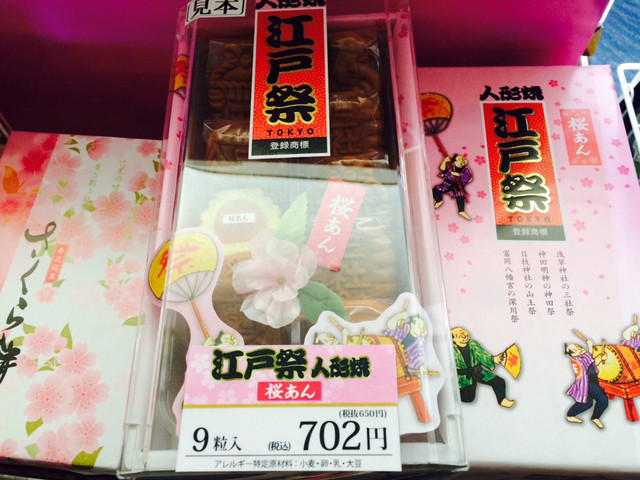 見本
人形焼
江戸祭
TOKYO
登録商標
桜あん
桜あん
江戸祭 人形焼
桜あん
(税抜650円)
9粒入 (税込) 702円
アレルギー特定原材料:小麦・卵・乳・大豆
人形焼
桜あん
江戸祭
TOKYO
登録商標
浅草神社の三社祭
神田明神の神田祭
日枝神社の山王祭
富岡八幡宮の深川祭
祭
さくら餅